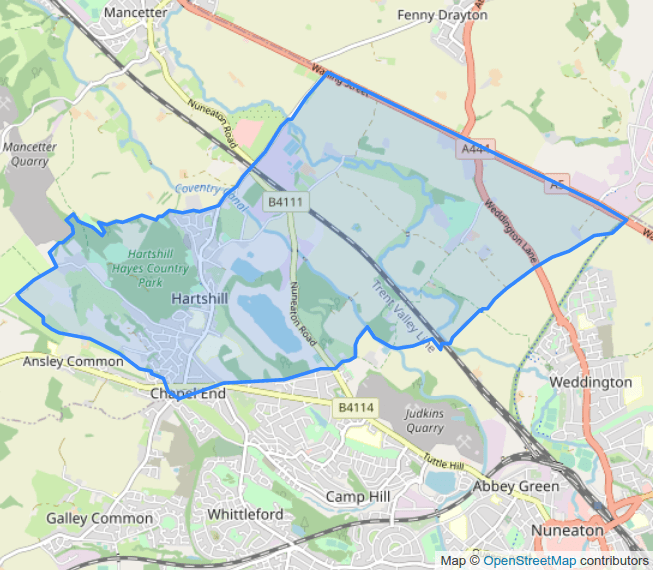 Mancetter
Fenny Drayton
Watling Street
Nuneaton Road
Mancetter
Quarry
A444
A5
Coventry Canal
B4111
Weddington Lane
Hartshill
Hayes Country
Park
Hartshill
Nuneaton Road
Trent Valley Line
Ansley Common
Weddington
Chapel End
B4114
Judkins
Quarry
Tuttle Hill
Camp Hill
Abbey Green
Galley Common
Whittleford
Nuneaton
Map © OpenStreetMap contributors